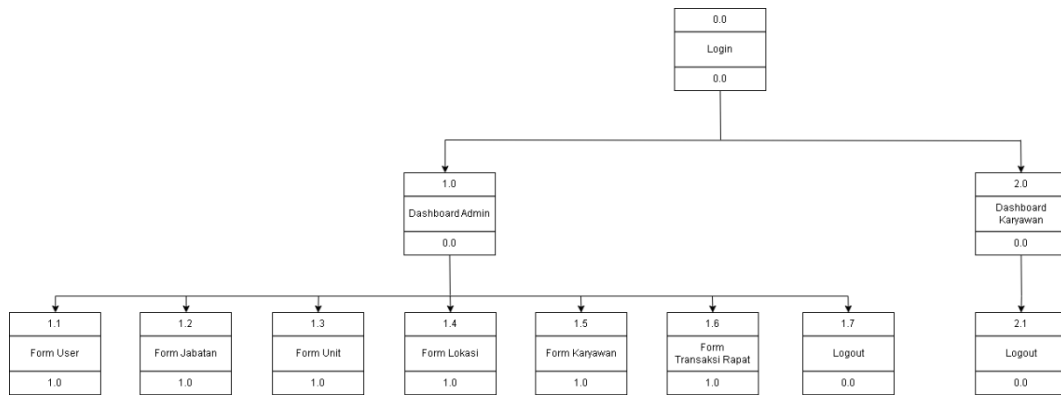 0.0
Login
0.0
1.0
Dashboard Admin
0.0
2.0
Dashboard
Karyawan
0.0
1.1
Form User
1.0
1.2
Form Jabatan
1.0
1.3
Form Unit
1.0
1.4
Form Lokasi
1.0
1.5
Form Karyawan
1.0
1.6
Form
Transaksi Rapat
1.0
1.7
Logout
0.0
2.1
Logout
0.0